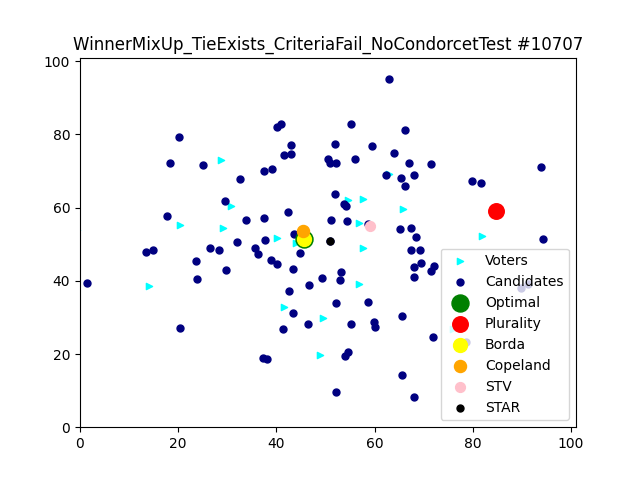 WinnerMixUp_TieExists_CriteriaFail_NoCondorcetTest #10707
100
80
60
40
20
0
0
20
40
60
80
100
Voters
Candidates
Optimal
Plurality
Borda
Copeland
STV
STAR